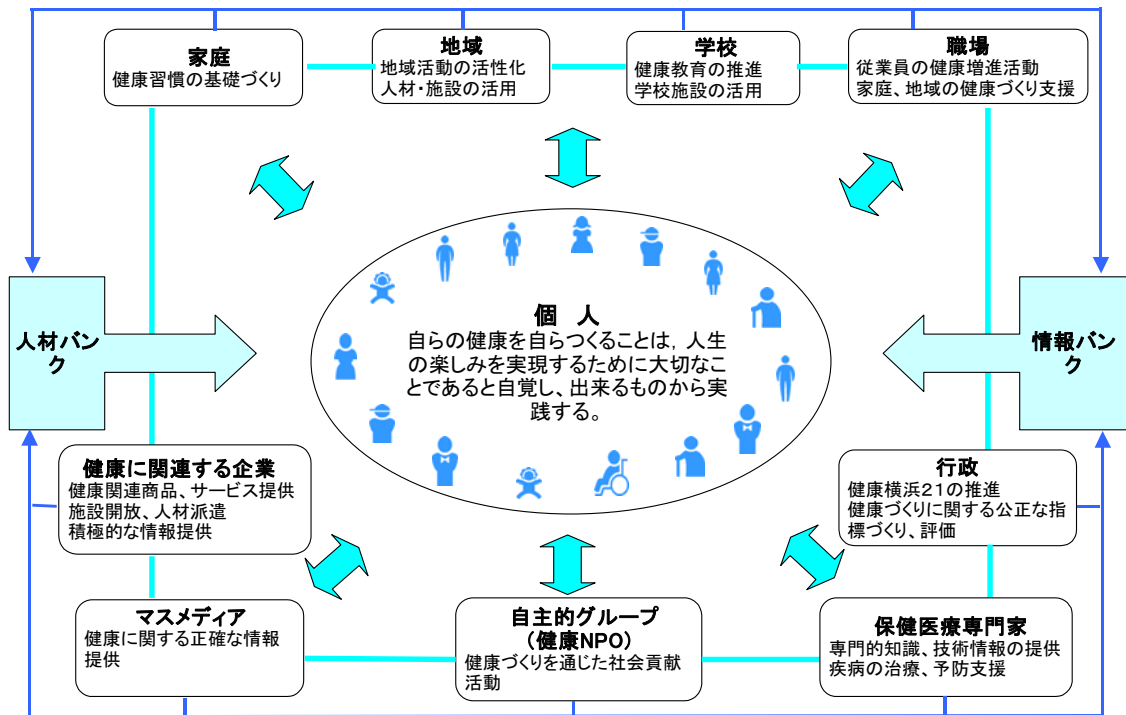 家庭
健康習慣の基礎づくり
地域
地域活動の活性化
人材・施設の活用
学校
健康教育の推進
学校施設の活用
職場
従業員の健康増進活動
家庭、地域の健康づくり支援
人材バン
ク
個　人
自らの健康を自らつくることは, 人生
の楽しみを実現するために大切なこ
とであると自覚し、出来るものから実
践する。
情報バン
ク
健康に関連する企業
健康関連商品、サービス提供
施設開放、人材派遣
積極的な情報提供
行政
健康横浜２１の推進
健康づくりに関する公正な指
標づくり、評価
マスメディア
健康に関する正確な情報
提供
自主的グループ
（健康NPO）
健康づくりを通じた社会貢献
活動
保健医療専門家
専門的知識、技術情報の提供
疾病の治療、予防支援